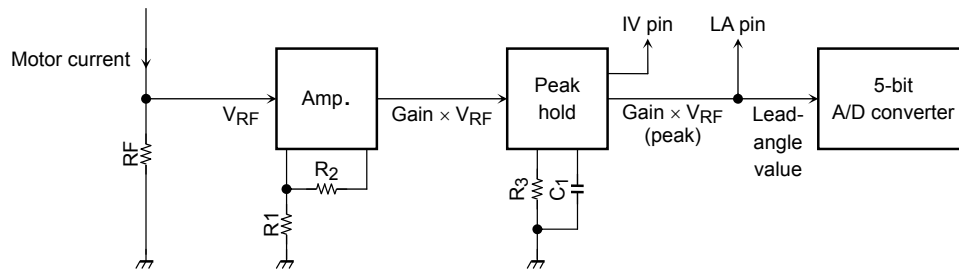 IV pin
LA pin
Motor current
Amp.
Peak
hold
5-bit
A/D converter
VRF
Gain × VRF
Gain × VRF
(peak)
Lead-
angle
value
RF
R2
R1
R3
C1